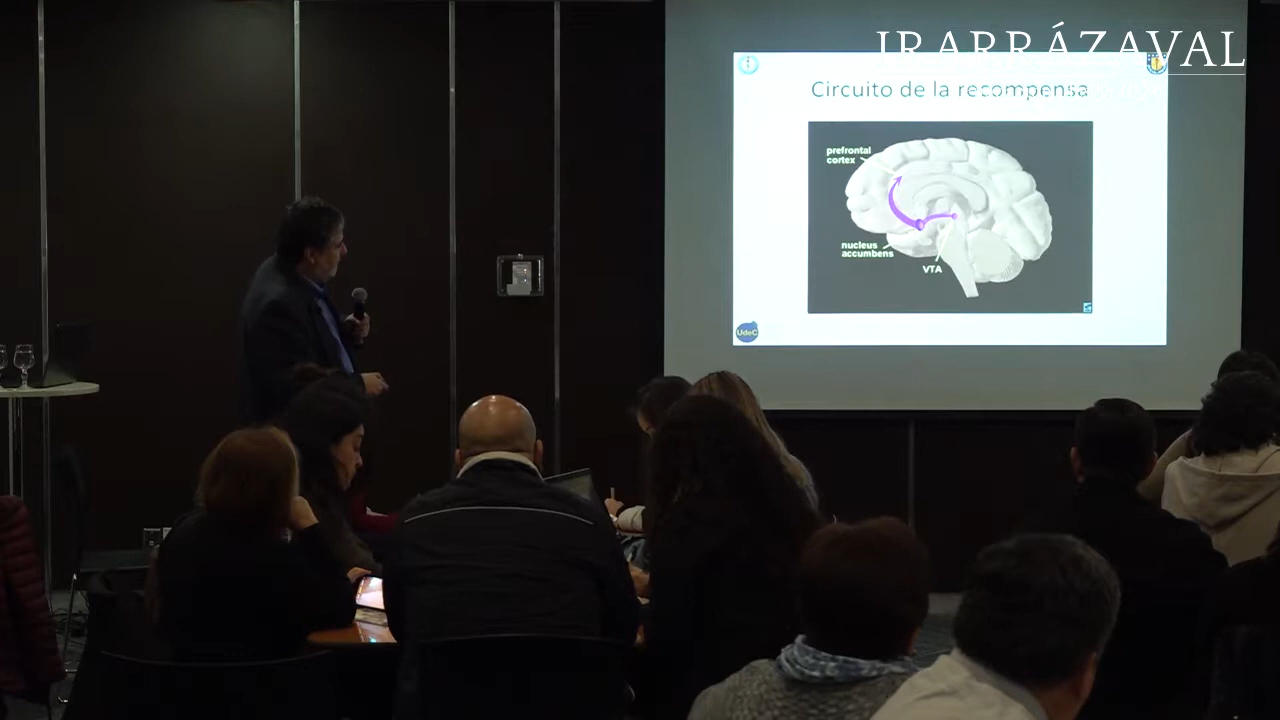 IRARRÁZAVAL
Circuito de la recompensa
prefrontal
cortex
nucleus
accumbens
VTA
UdeC